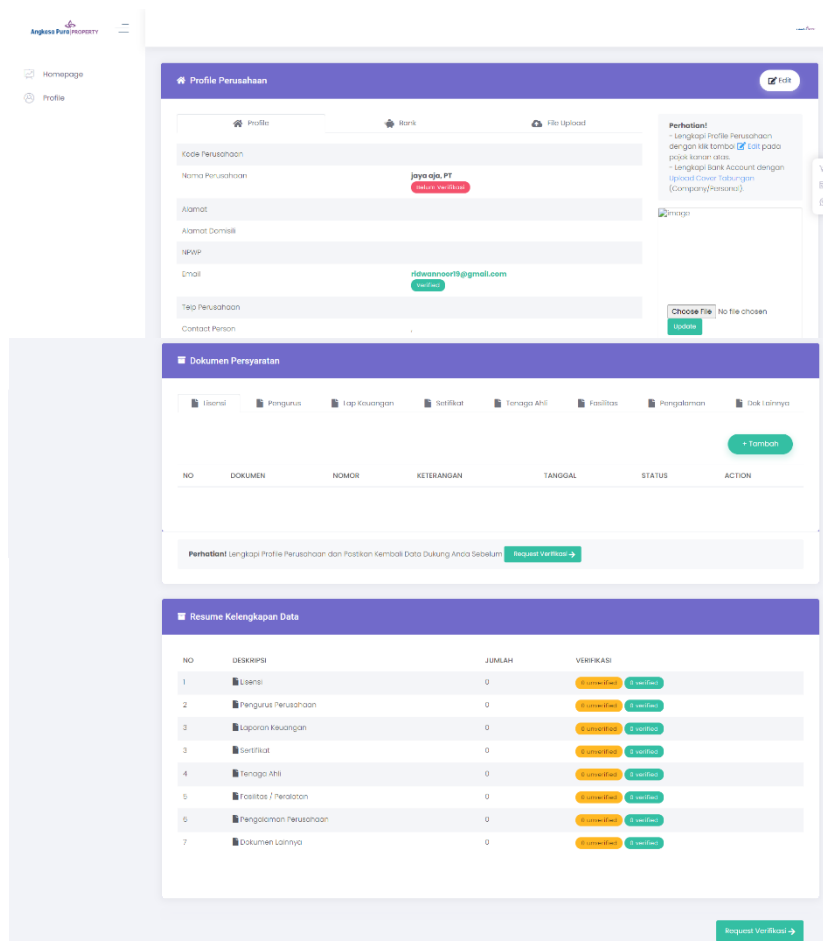 Angkasa Pura|PROPERTY
Homepage
Profile
Profile Perusahaan
Edit
Profile
Bank
File Upload
Kode Perusahaan
Nama Perusahaan
jaya aja, PT
Belum Verifikasi
Alamat
Alamat Domisili
NPWP
Email
ridwannoor19@gmail.com
Verified
Telp Perusahaan
Contact Person
,
Perhatian!
- Lengkapi Profile Perusahaan
dengan klik tombol Edit pada
pojok kanan atas.
- Lengkapi Bank Account dengan
Upload Cover Tabungan
(Company/Personal).
image
Choose File No file chosen
Update
Dokumen Persyaratan
Lisensi
Pengurus
Lap Keuangan
Setifikat
Tenaga Ahli
Fasilitas
Pengalaman
Dok Lainnya
+ Tambah
NO DOKUMEN NOMOR KETERANGAN TANGGAL STATUS ACTION
Perhatian! Lengkapi Profile Perusahaan dan Pastikan Kembali Data Dukung Anda Sebelum Request Verifikasi
Resume Kelengkapan Data
NO DESKRIPSI JUMLAH VERIFIKASI
1 Lisensi 0 0 unverified 0 verified
2 Pengurus Perusahaan 0 0 unverified 0 verified
3 Laporan Keuangan 0 0 unverified 0 verified
3 Sertifikat 0 0 unverified 0 verified
4 Tenaga Ahli 0 0 unverified 0 verified
5 Fasilitas / Peralatan 0 0 unverified 0 verified
6 Pengalaman Perusahaan 0 0 unverified 0 verified
7 Dokumen Lainnya 0 0 unverified 0 verified
Request Verifikasi